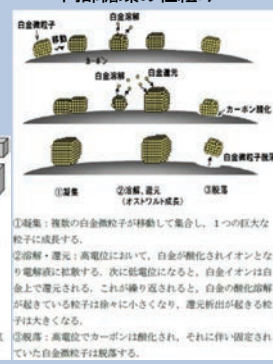 白金微粒子
移動
カーボン
白金溶解
白金溶解
白金還元
カーボン酸化
白金微粒子脱落
①凝集
②溶解、還元
(オストワルト成長)
③脱落
①凝集：複数の白金微粒子が移動して集合し，1つの巨大な
粒子に成長する．
②溶解・還元：高電位において，白金が酸化されイオンとな
り電解液に拡散する．次に低電位になると，白金イオンは白
金上で還元される．これが繰り返されると，白金の酸化溶解
が起きている粒子は徐々に小さくなり，還元析出が起きる粒
子は大きくなる．
③脱落：高電位でカーボンは酸化され，それに伴い固定され
ていた白金微粒子は脱落する．